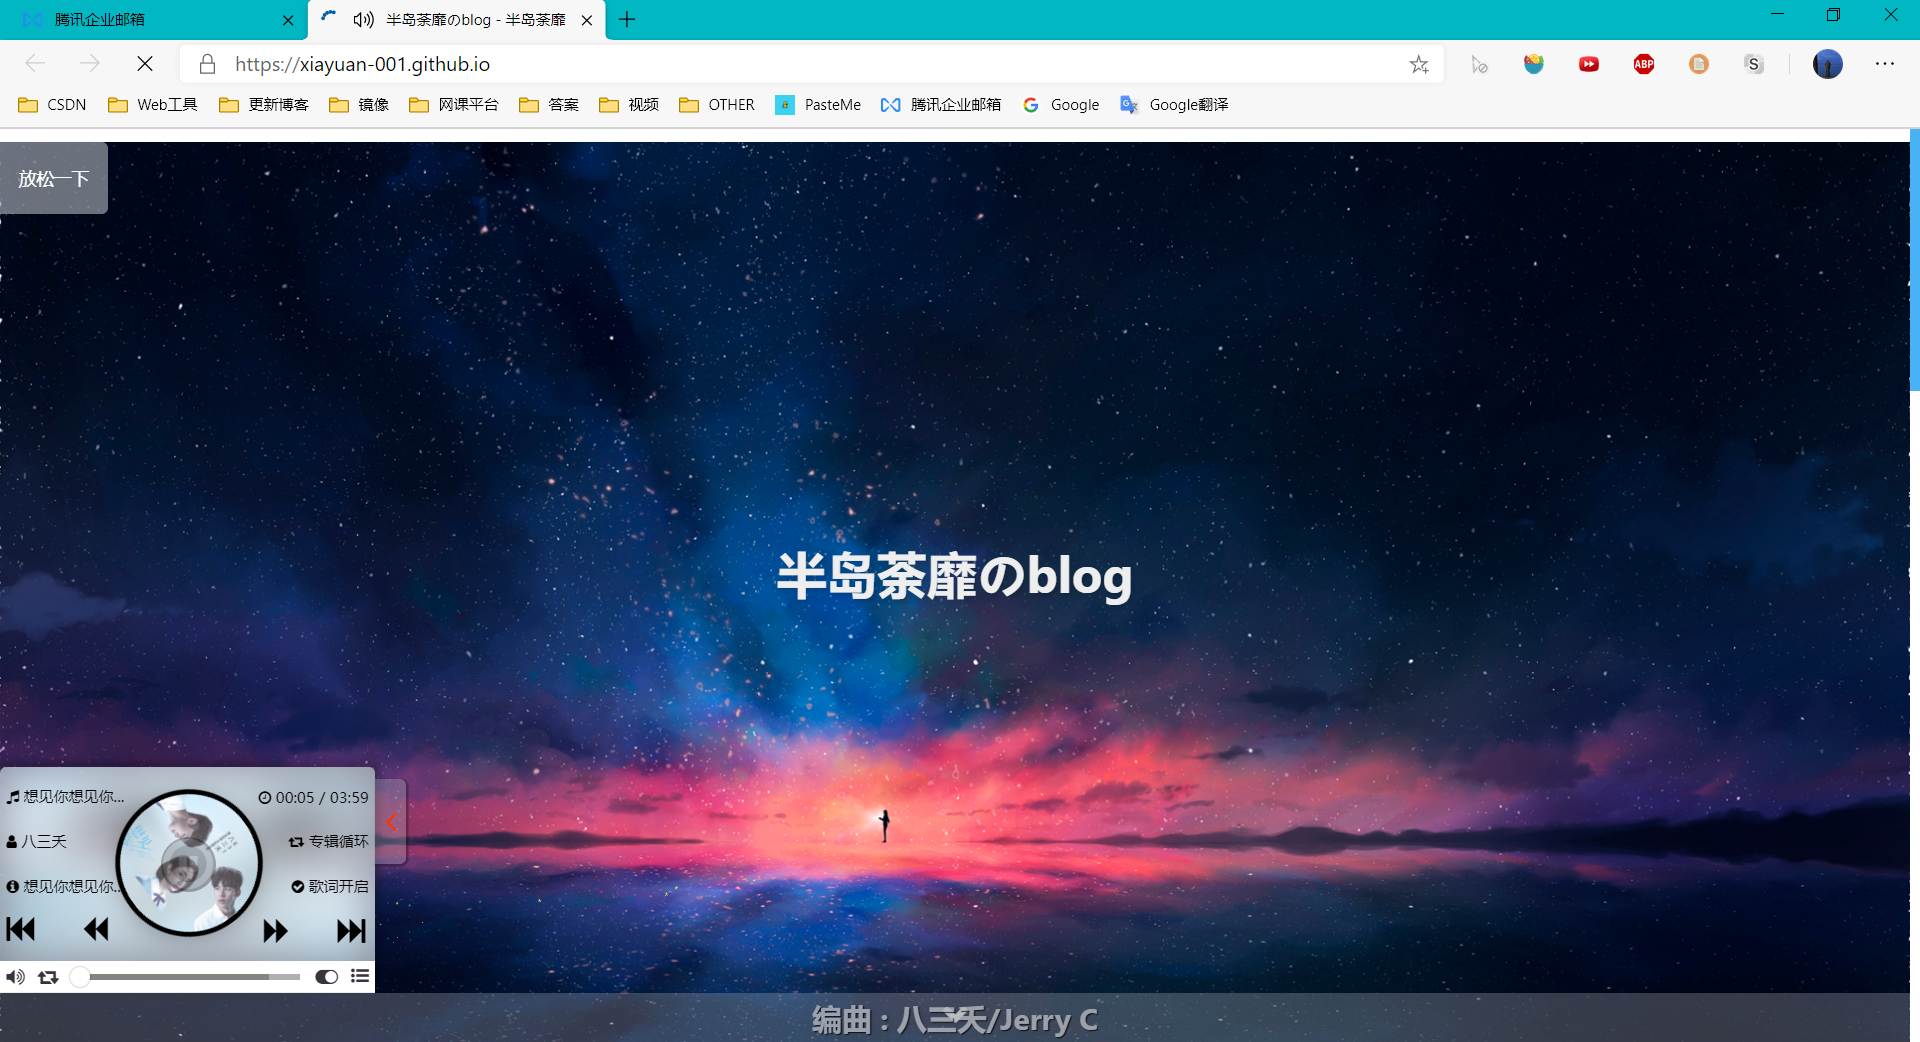 腾讯企业邮箱
半岛荼靡のblog - 半岛荼靡
https://xiayuan-001.github.io
ABP
S
CSDN
Web工具
更新博客
镜像
网课平台
答案
视频
OTHER
PasteMe
腾讯企业邮箱
Google
Google翻译
放松一下
半岛荼靡のblog
想见你想见你...
00:05 / 03:59
八三夭
专辑循环
想见你想见你...
歌词开启
编曲 : 八三夭/Jerry C